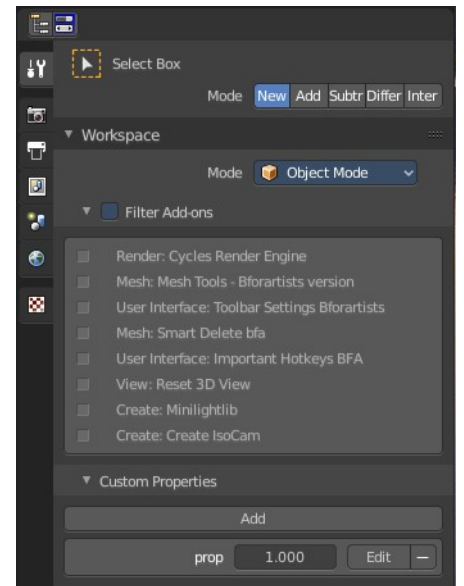 Select Box
Mode New Add Subtr Differ Inter
Workspace
Mode Object Mode
Filter Add-ons
Render: Cycles Render Engine
Mesh: Mesh Tools - Bforartists version
User Interface: Toolbar Settings Bforartists
Mesh: Smart Delete bfa
User Interface: Important Hotkeys BFA
View: Reset 3D View
Create: Minilightlib
Create: Create IsoCam
Custom Properties
Add
prop 1.000 Edit